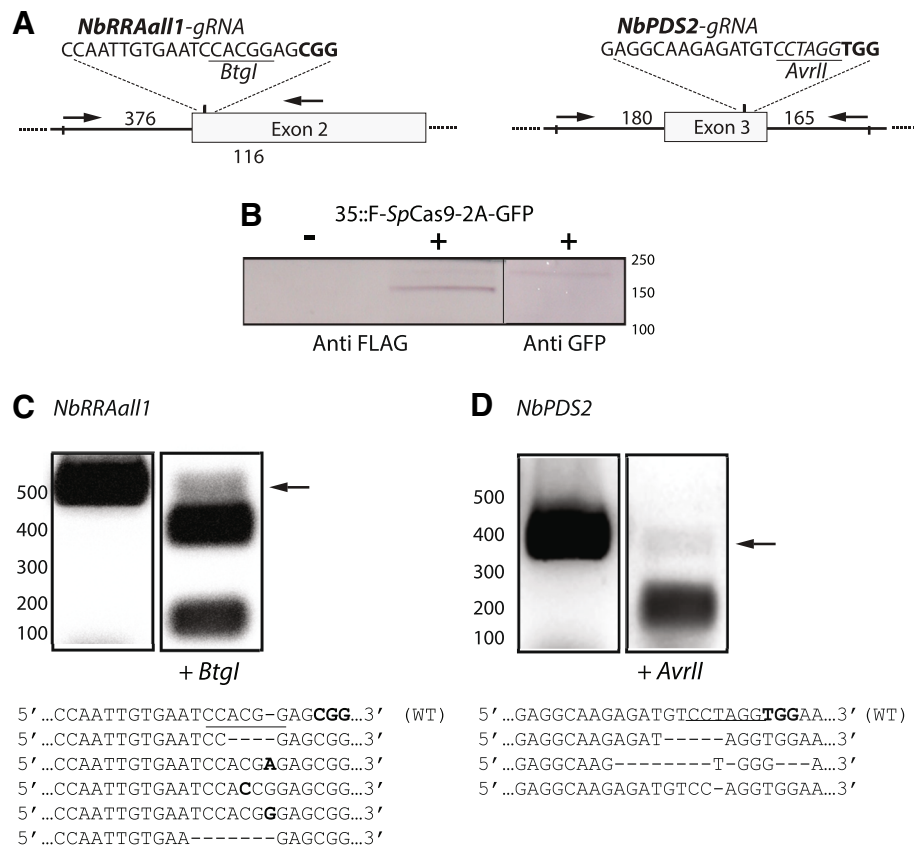 A
NbRRAall1-gRNA
CCAATTGTGAATCCACGGAGCGG
BtgI
376
Exon 2
116
NbPDS2-gRNA
GAGGCAAGAGATGTCCTAGGTGG
AvrII
180
Exon 3
165
B
35::F-SpCas9-2A-GFP
- + +
250
150
100
Anti FLAG Anti GFP
C NbRRAall1
500
400
300
200
100
+ BtgI
5′…CCAATTGTGAATCCACG-GAGCGG…3′ (WT)
5′…CCAATTGTGAATCC----GAGCGG…3′
5′…CCAATTGTGAATCCACGAGAGCGG…3′
5′…CCAATTGTGAATCCACCGGAGCGG…3′
5′…CCAATTGTGAATCCACGGGAGCGG…3′
5′…CCAATTGTGAA-------GAGCGG…3′
D NbPDS2
500
400
300
200
100
+ AvrII
5′…GAGGCAAGAGATGTCCTAGGTGGAA…3′ (WT)
5′…GAGGCAAGAGAT-----AGGTGGAA…3′
5′…GAGGCAAG--------T-GGG---A…3′
5′…GAGGCAAGAGATGTCC-AGGTGGAA…3′